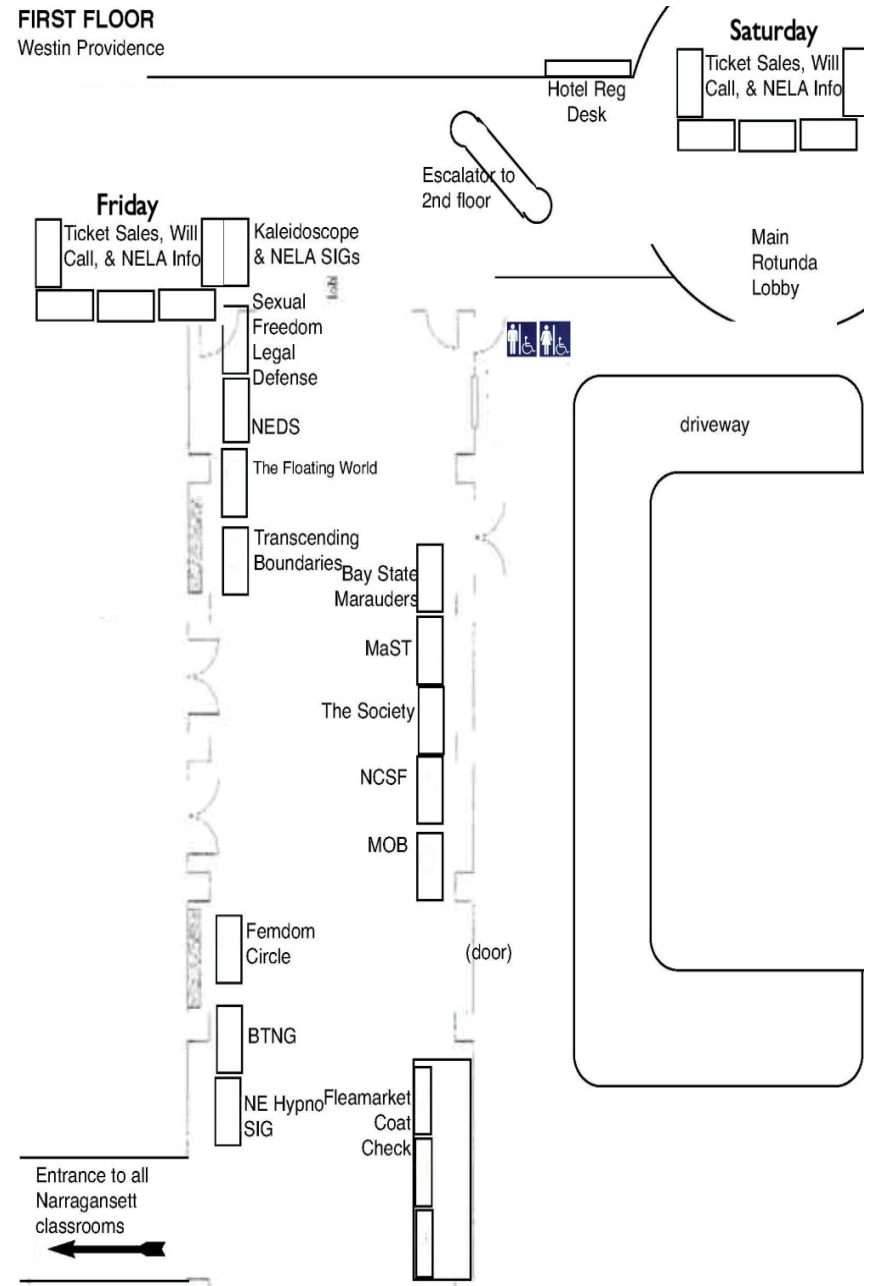 FIRST FLOOR
Westin Providence
Saturday
Ticket Sales, Will
Call, & NELA Info
Hotel Reg
Desk
Escalator to
2nd floor
Main
Rotunda
Lobby
Friday
Ticket Sales, Will
Call, & NELA Info
Kaleidoscope
& NELA SIGs
Sexual
Freedom
Legal
Defense
NEDS
The Floating World
Transcending
Boundaries
driveway
Bay State
Marauders
MaST
The Society
NCSF
MOB
Femdom
Circle
(door)
BTNG
NE Hypno
SIG
Fleamarket
Coat
Check
Entrance to all
Narragansett
classrooms